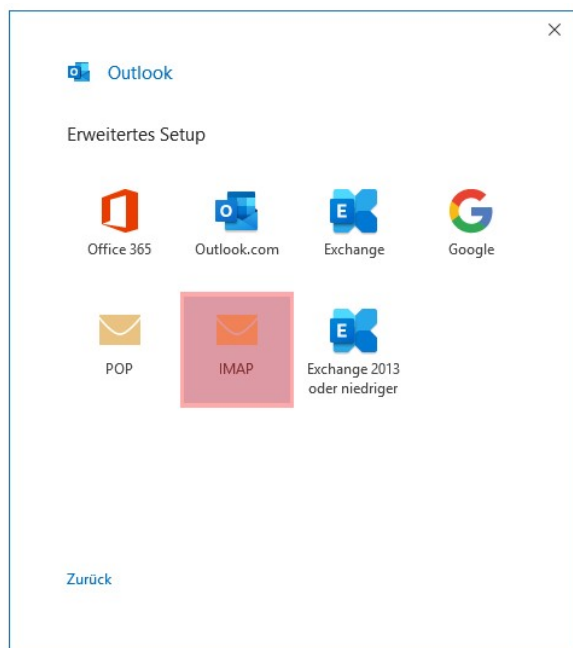 Outlook
Erweitertes Setup
Office 365
Outlook.com
Exchange
Google
POP
IMAP
Exchange 2013
oder niedriger
Zurück